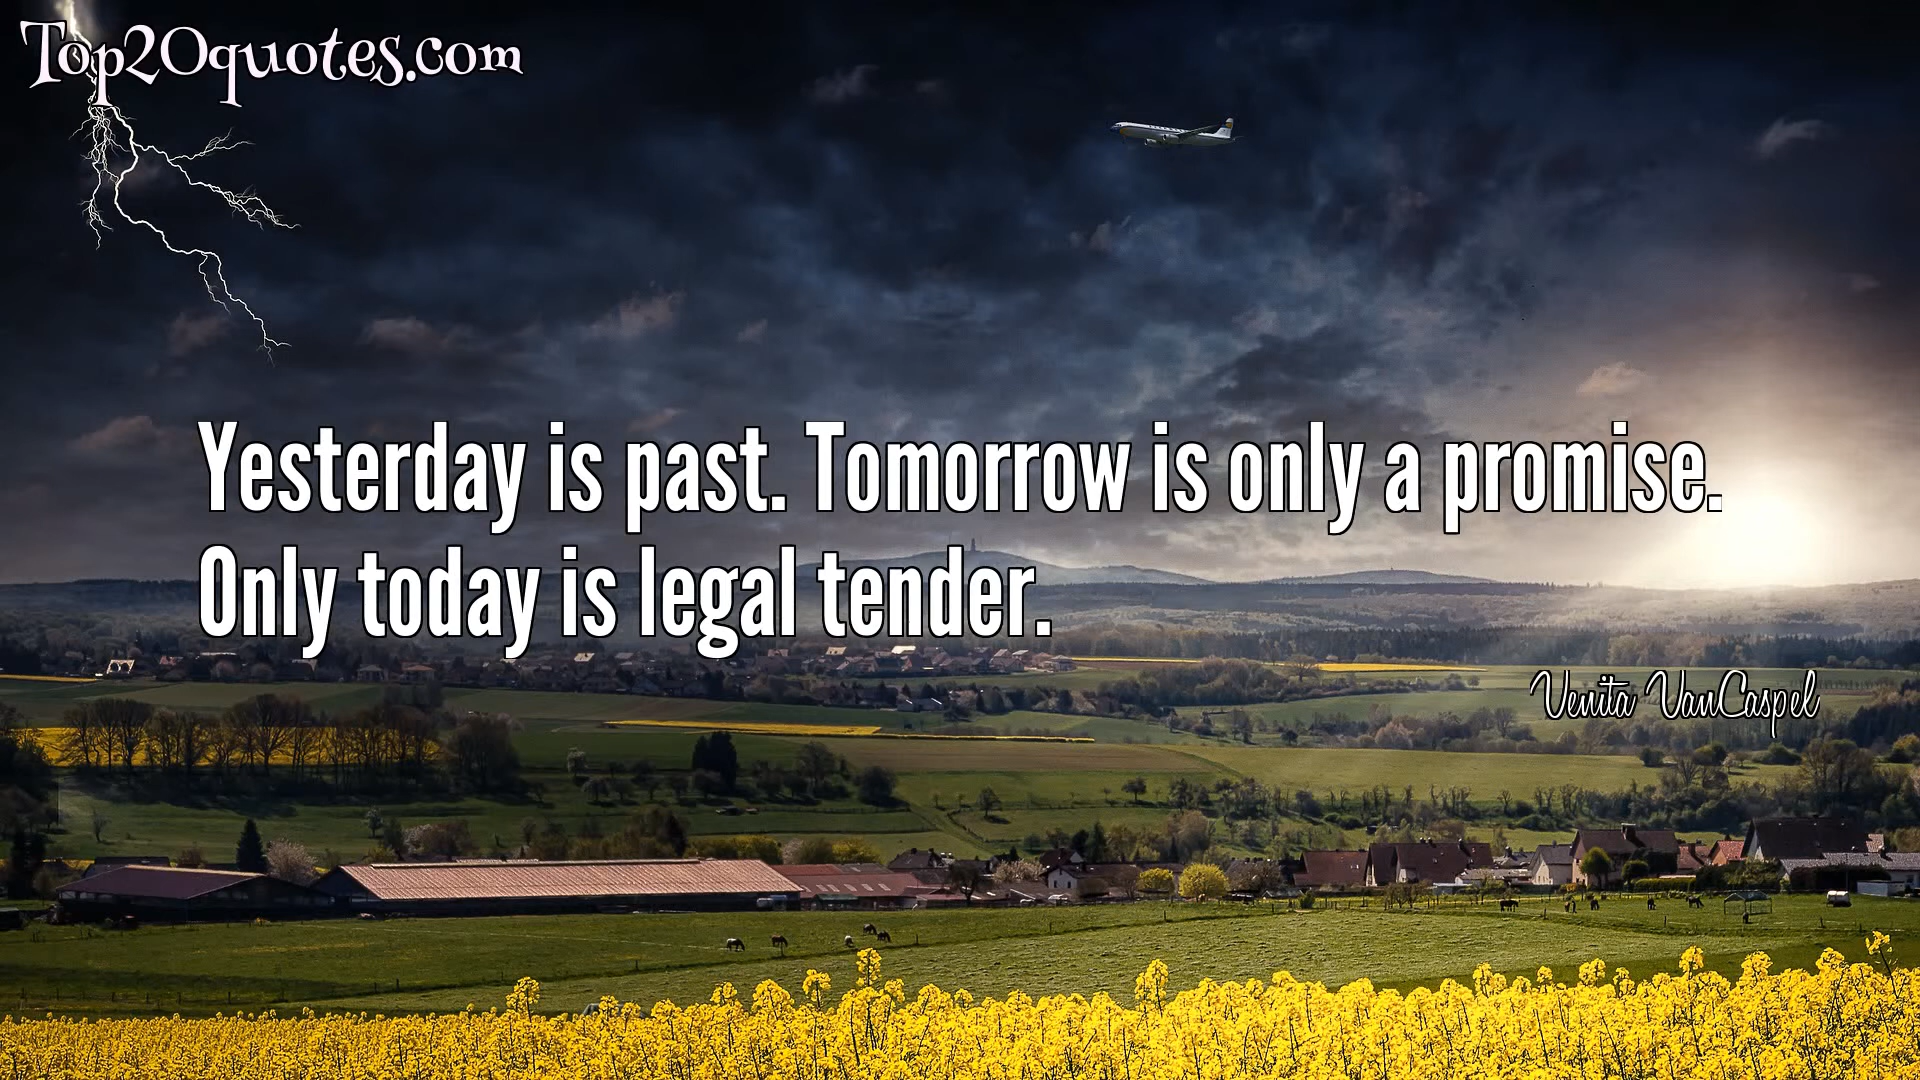 Top20quotes.com
Yesterday is past. Tomorrow is only a promise.
Only today is legal tender.
Venita VanCaspel